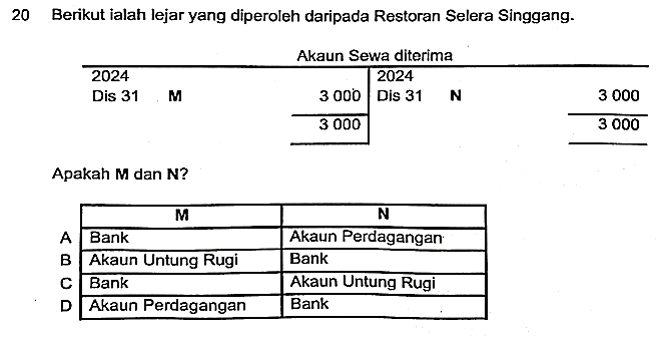 20 Berikut ialah lejar yang diperoleh daripada Restoran Selera Singgang.
Akaun Sewa diterima
2024 2024
Dis 31 M 3 000 Dis 31 N 3 000
3 000 3 000
Apakah M dan N?
M N
A Bank Akaun Perdagangan
B Akaun Untung Rugi Bank
C Bank Akaun Untung Rugi
D Akaun Perdagangan Bank